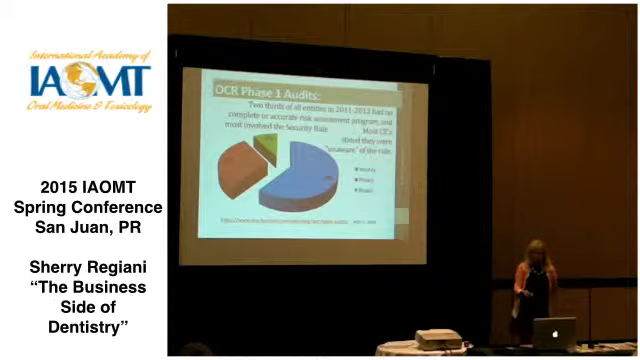 International Academy of
IAOMT
Oral Medicine & Toxicology
2015 IAOMT
Spring Conference
San Juan, PR
Sherry Regiani
“The Business
Side of
Dentistry”
OCR Phase 1 Audits:
Two thirds of all entities in 2011-2012 had no
complete or accurate risk assessment program, and
most involved the Security Rule
Most CE's
stated they were
"unaware" of the rule.
Security
Privacy